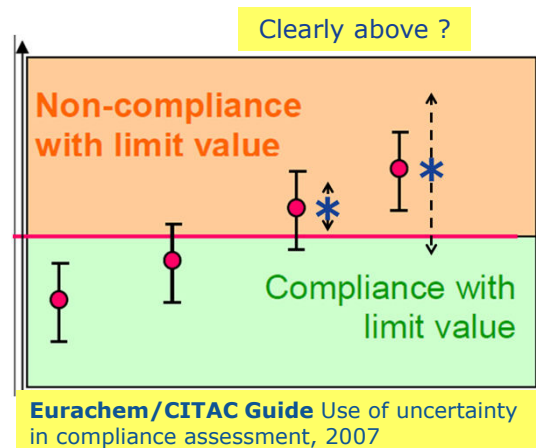 Clearly above ?
Non-compliance
with limit value
Compliance with
limit value
Eurachem/CITAC Guide Use of uncertainty
in compliance assessment, 2007